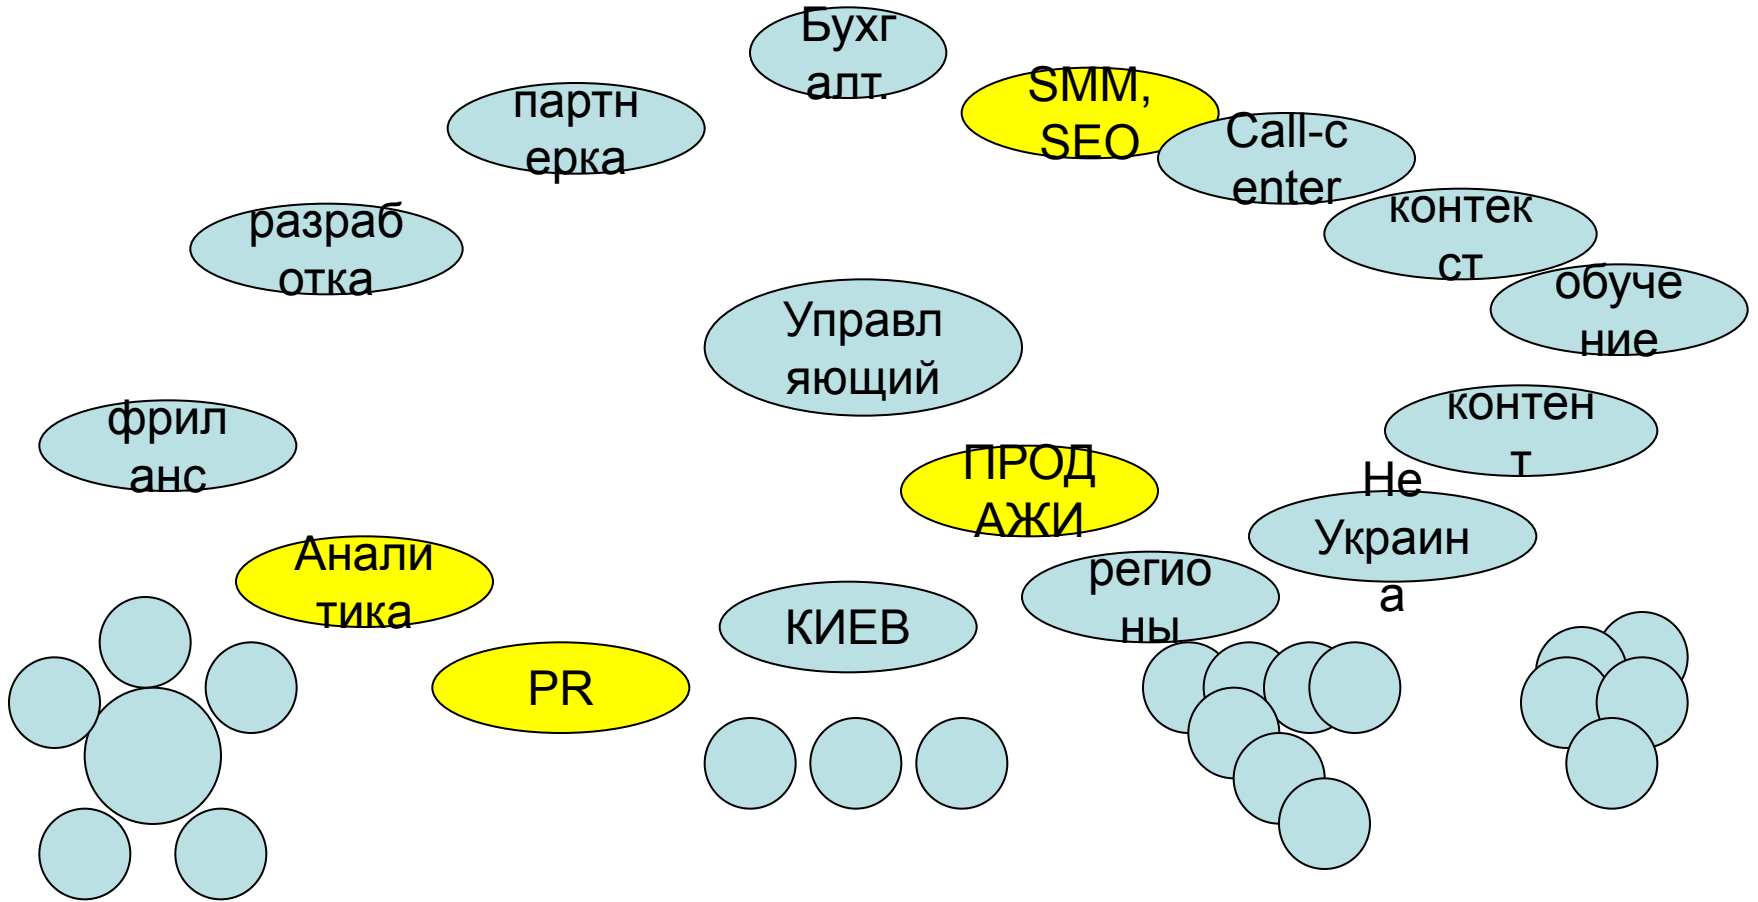 Бухг
алт.
SMM,
SEO
партн
ерка
Call-c
enter
разраб
отка
контек
ст
обуче
ние
Управл
яющий
фрил
анс
контен
т
ПРОД
АЖИ
Не
Украин
а
Анали
тика
регио
ны
КИЕВ
PR